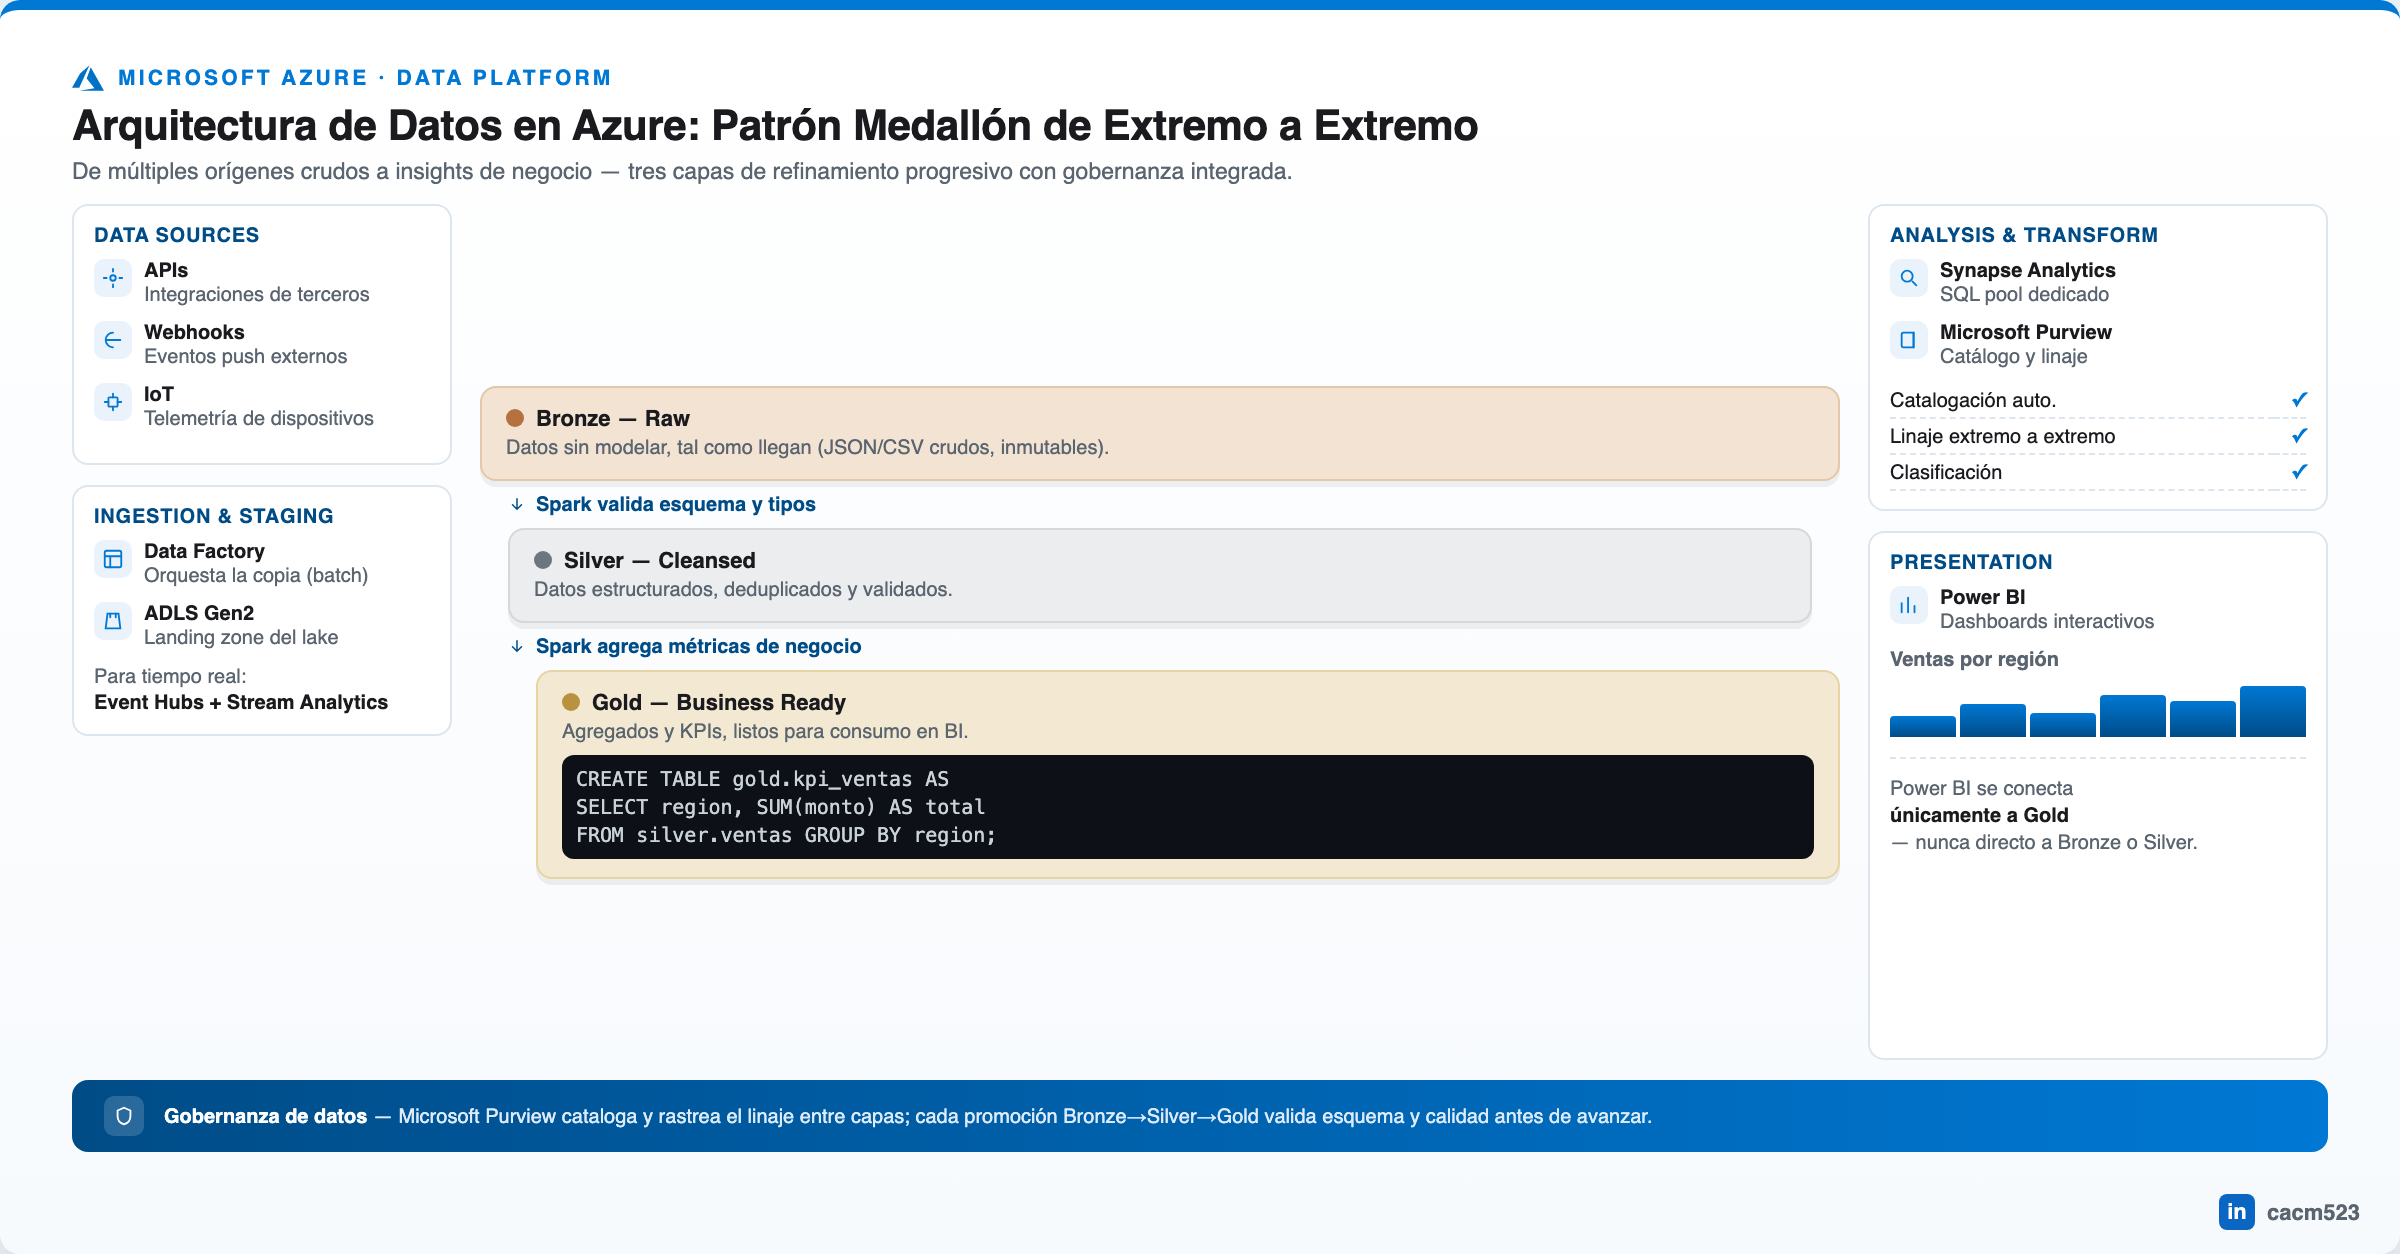 MICROSOFT AZURE · DATA PLATFORM
Arquitectura de Datos en Azure: Patrón Medallón de Extremo a Extremo
De múltiples orígenes crudos a insights de negocio — tres capas de refinamiento progresivo con gobernanza integrada.
DATA SOURCES
APIs
Integraciones de terceros
Webhooks
Eventos push externos
IoT
Telemetría de dispositivos
INGESTION & STAGING
Data Factory
Orquesta la copia (batch)
ADLS Gen2
Landing zone del lake
Para tiempo real:
Event Hubs + Stream Analytics
Bronze — Raw
Datos sin modelar, tal como llegan (JSON/CSV crudos, inmutables).
↓ Spark valida esquema y tipos
Silver — Cleansed
Datos estructurados, deduplicados y validados.
↓ Spark agrega métricas de negocio
Gold — Business Ready
Agregados y KPIs, listos para consumo en BI.
CREATE TABLE gold.kpi_ventas AS
SELECT region, SUM(monto) AS total
FROM silver.ventas GROUP BY region;
ANALYSIS & TRANSFORM
Synapse Analytics
SQL pool dedicado
Microsoft Purview
Catálogo y linaje
Catalogación auto. ✓
Linaje extremo a extremo ✓
Clasificación ✓
PRESENTATION
Power BI
Dashboards interactivos
Ventas por región
Power BI se conecta
únicamente a Gold
— nunca directo a Bronze o Silver.
Gobernanza de datos — Microsoft Purview cataloga y rastrea el linaje entre capas; cada promoción Bronze→Silver→Gold valida esquema y calidad antes de avanzar.
in cacm523